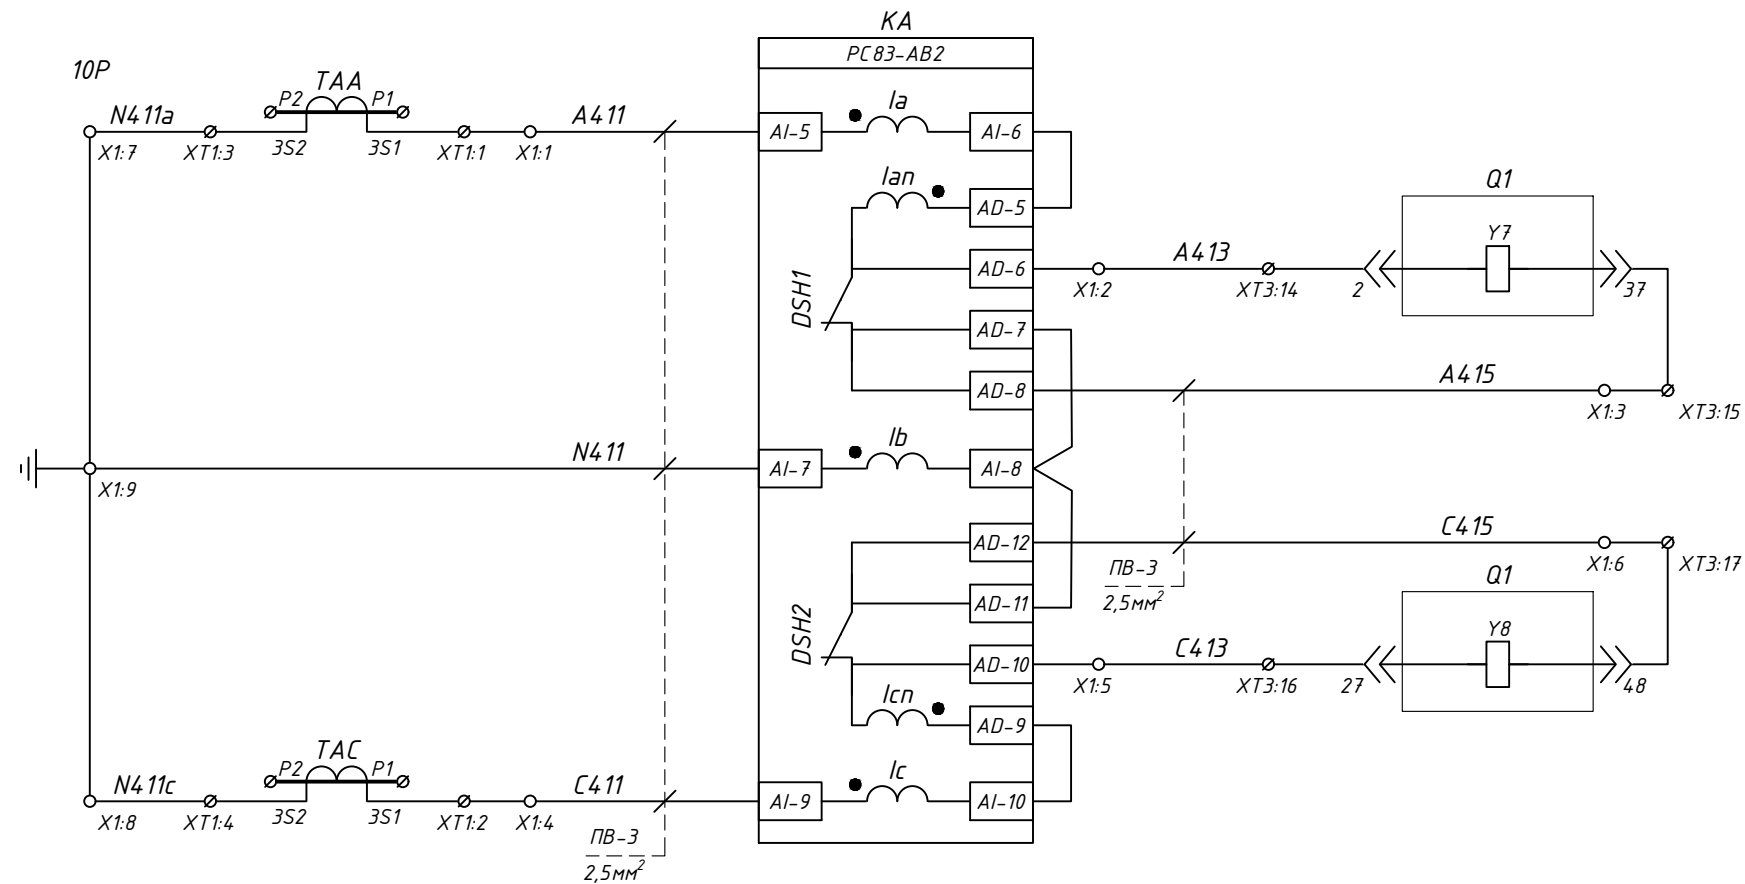 KA
PC83-AB2
10P
TAA
P2
P1
N411a
A411
X1:7
XT1:3
3S2
3S1
XT1:1
X1:1
AI-5
Ia
AI-6
Ian
AD-5
Q1
Y7
DSH1
AD-6
A413
X1:2
XT3:14
2
37
AD-7
AD-8
A415
X1:3
XT3:15
N411
X1:9
AI-7
Ib
AI-8
AD-12
C415
X1:6
XT3:17
ПВ-3
2,5мм²
DSH2
AD-11
Q1
Y8
AD-10
C413
X1:5
XT3:16
27
48
Icn
AD-9
TAC
P2
P1
N411c
C411
X1:8
XT1:4
3S2
3S1
XT1:2
X1:4
AI-9
Ic
AI-10
ПВ-3
2,5мм²